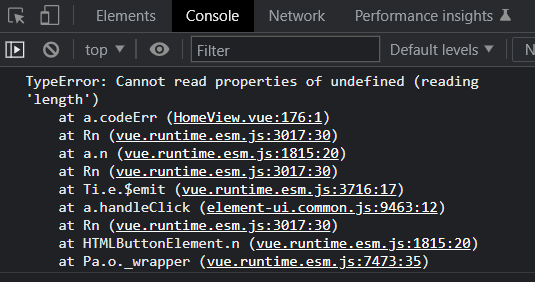 Elements Console Network Performance insights
top Filter Default levels
TypeError: Cannot read properties of undefined (reading
'length')
at a.codeErr (HomeView.vue:176:1)
at Rn (vue.runtime.esm.js:3017:30)
at a.n (vue.runtime.esm.js:1815:20)
at Rn (vue.runtime.esm.js:3017:30)
at Ti.e.$emit (vue.runtime.esm.js:3716:17)
at a.handleClick (element-ui.common.js:9463:12)
at Rn (vue.runtime.esm.js:3017:30)
at HTMLButtonElement.n (vue.runtime.esm.js:1815:20)
at Pa.o._wrapper (vue.runtime.esm.js:7473:35)